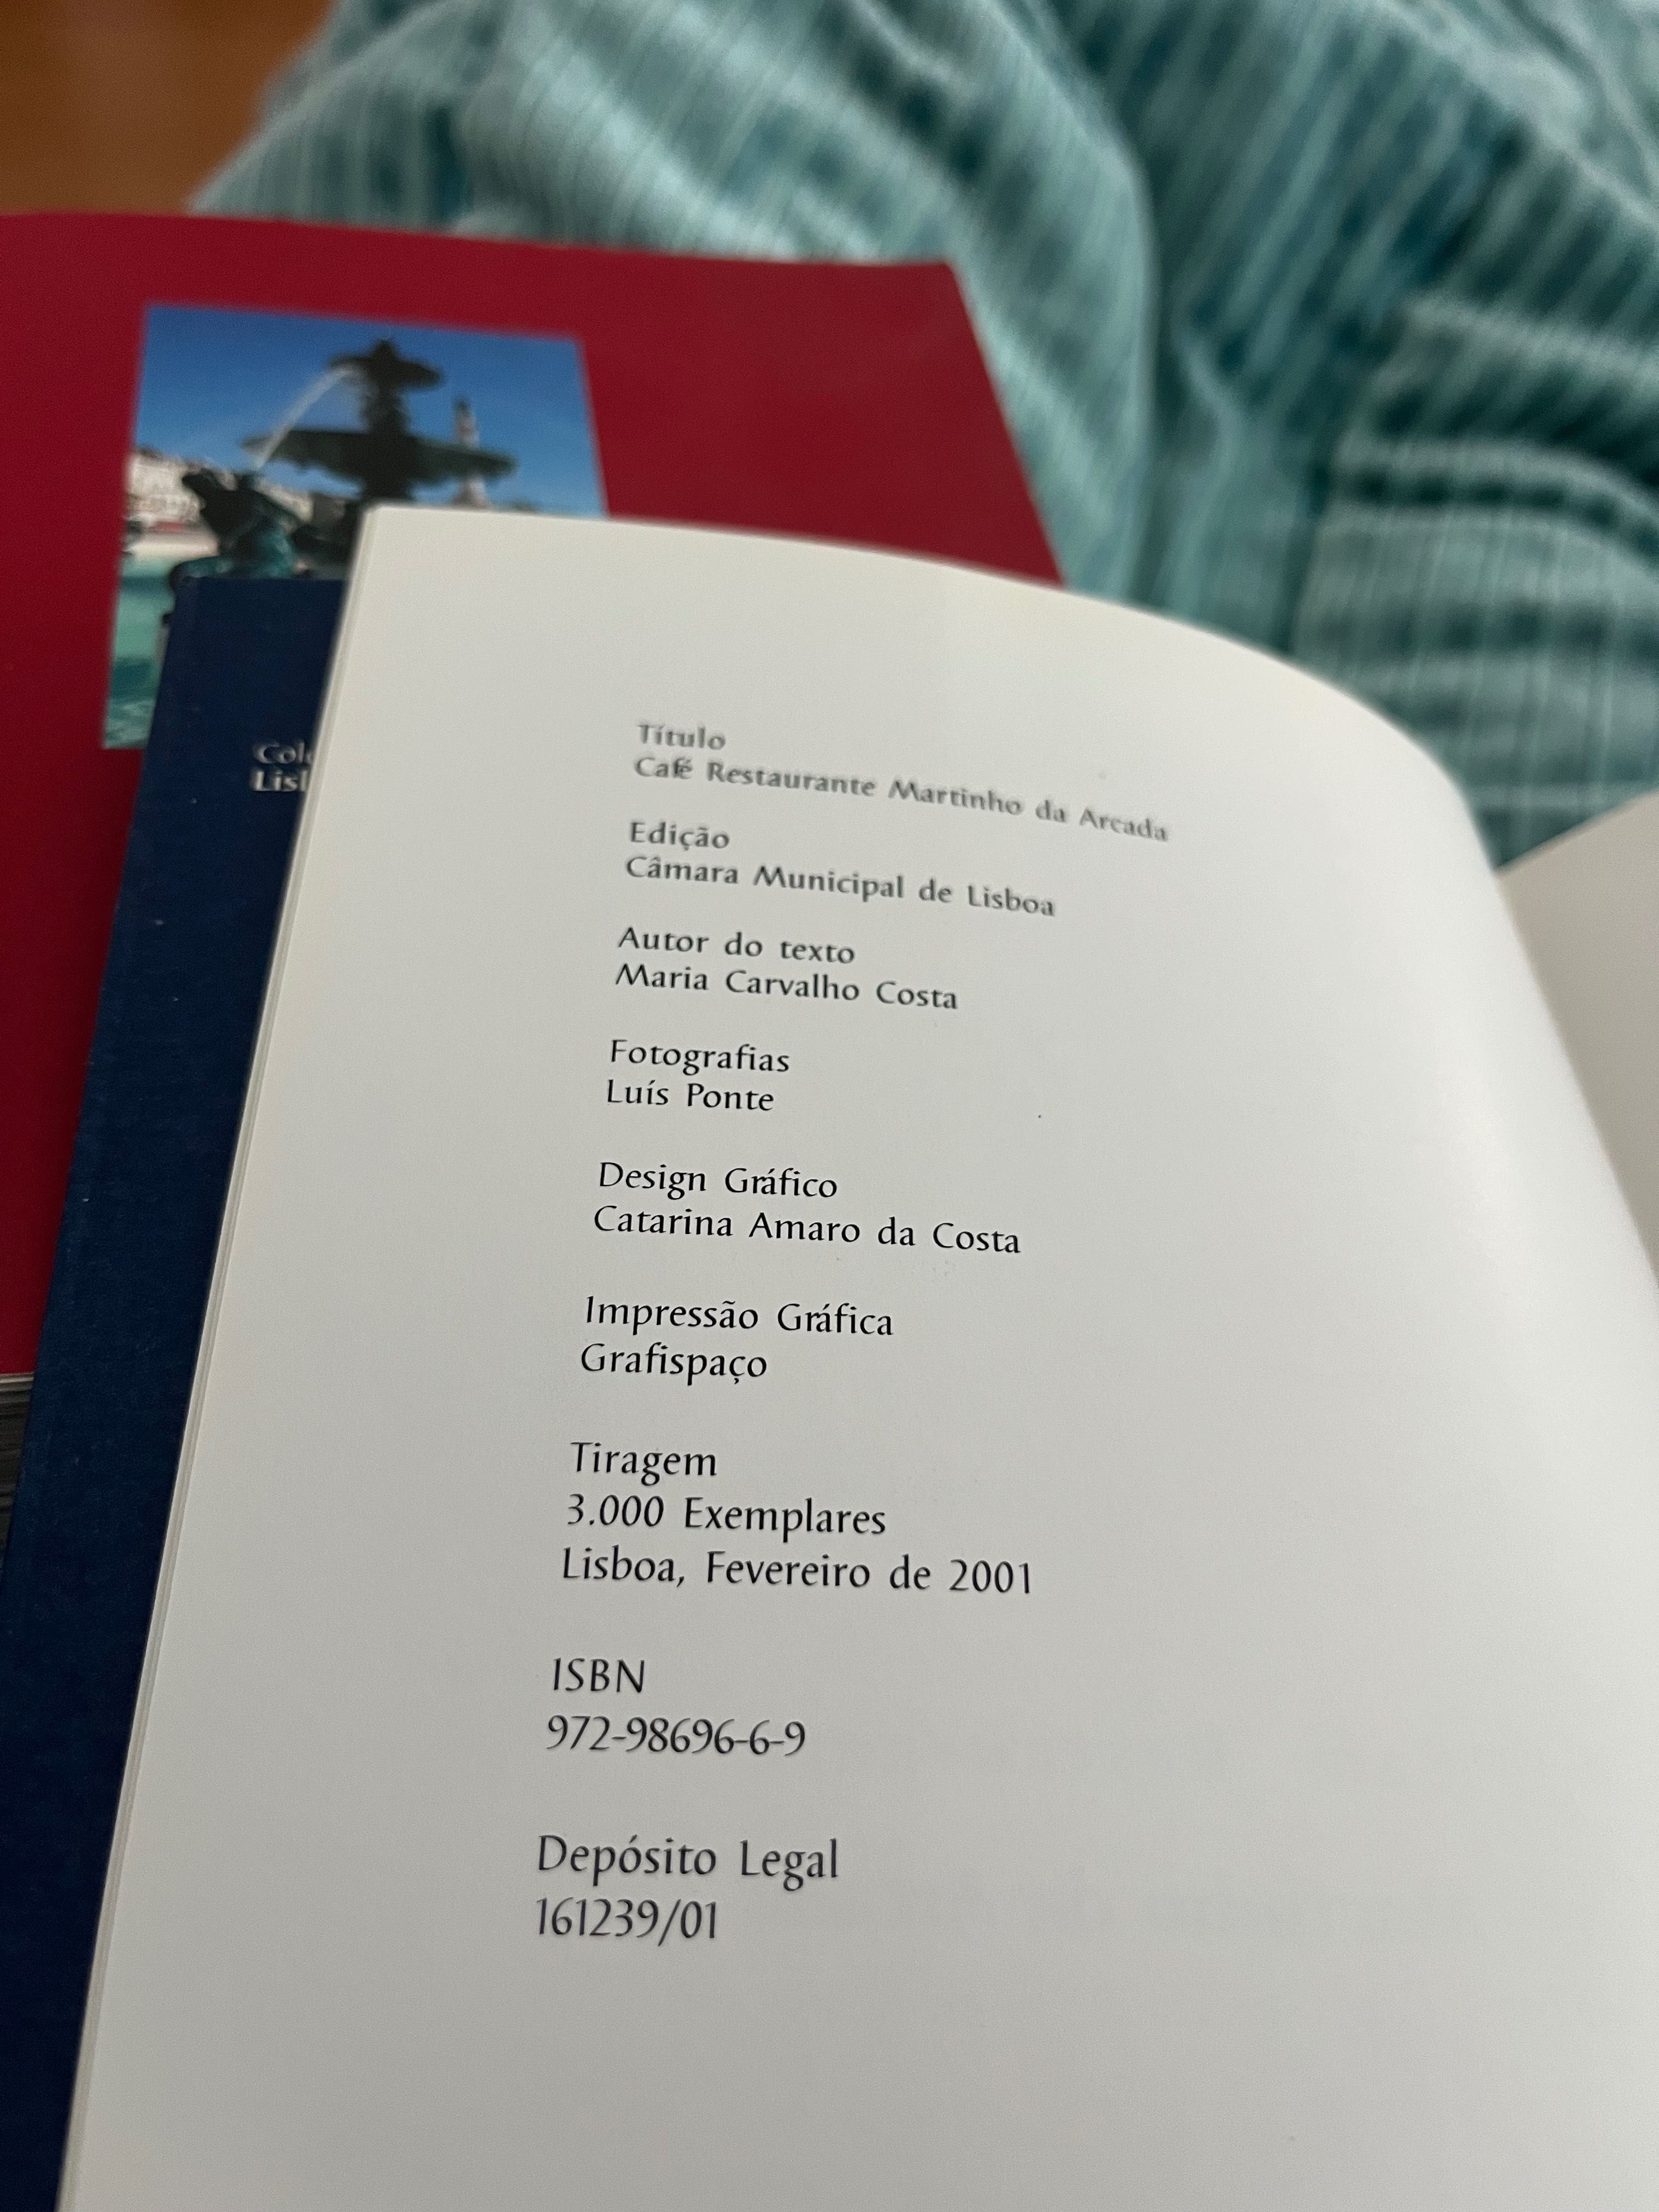 Título
Café Restaurante Martinho da Arcada
Edição
Câmara Municipal de Lisboa
Autor do texto
Maria Carvalho Costa
Fotografias
Luís Ponte
Design Gráfico
Catarina Amaro da Costa
Impressão Gráfica
Grafispaço
Tiragem
3.000 Exemplares
Lisboa, Fevereiro de 2001
ISBN
972-98696-6-9
Depósito Legal
161239/01